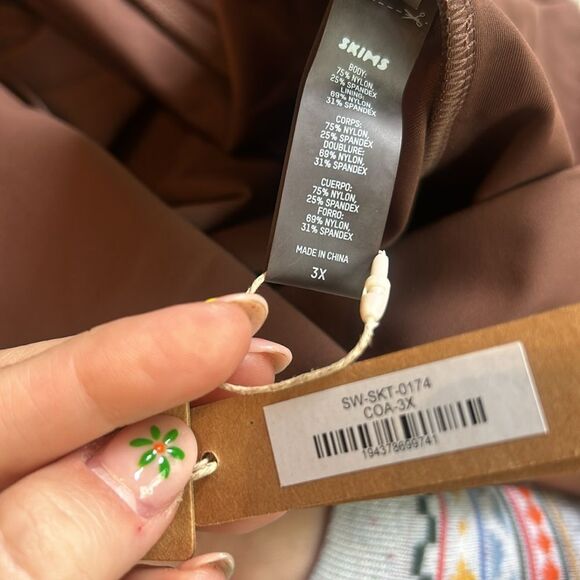 SKIMS
BODY:
75% NYLON,
25% SPANDEX
LINING:
69% NYLON,
31% SPANDEX
CORPS:
75% NYLON,
25% SPANDEX
DOUBLURE:
69% NYLON,
31% SPANDEX
CUERPO:
75% NYLON,
25% SPANDEX
FORRO:
69% NYLON,
31% SPANDEX
MADE IN CHINA
3X
SW-SKT-0174
COA-3X
194378699741